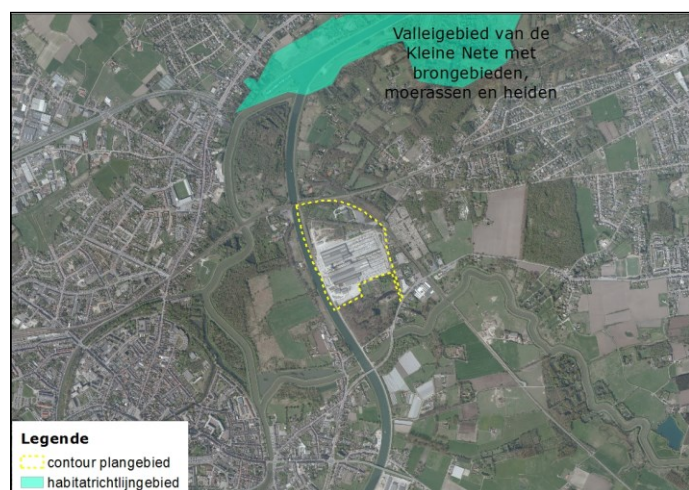 Valleigebied van de
Kleine Nete met
brongebieden,
moerassen en heiden
Legende
contour plangebied
habitatrichtlijngebied